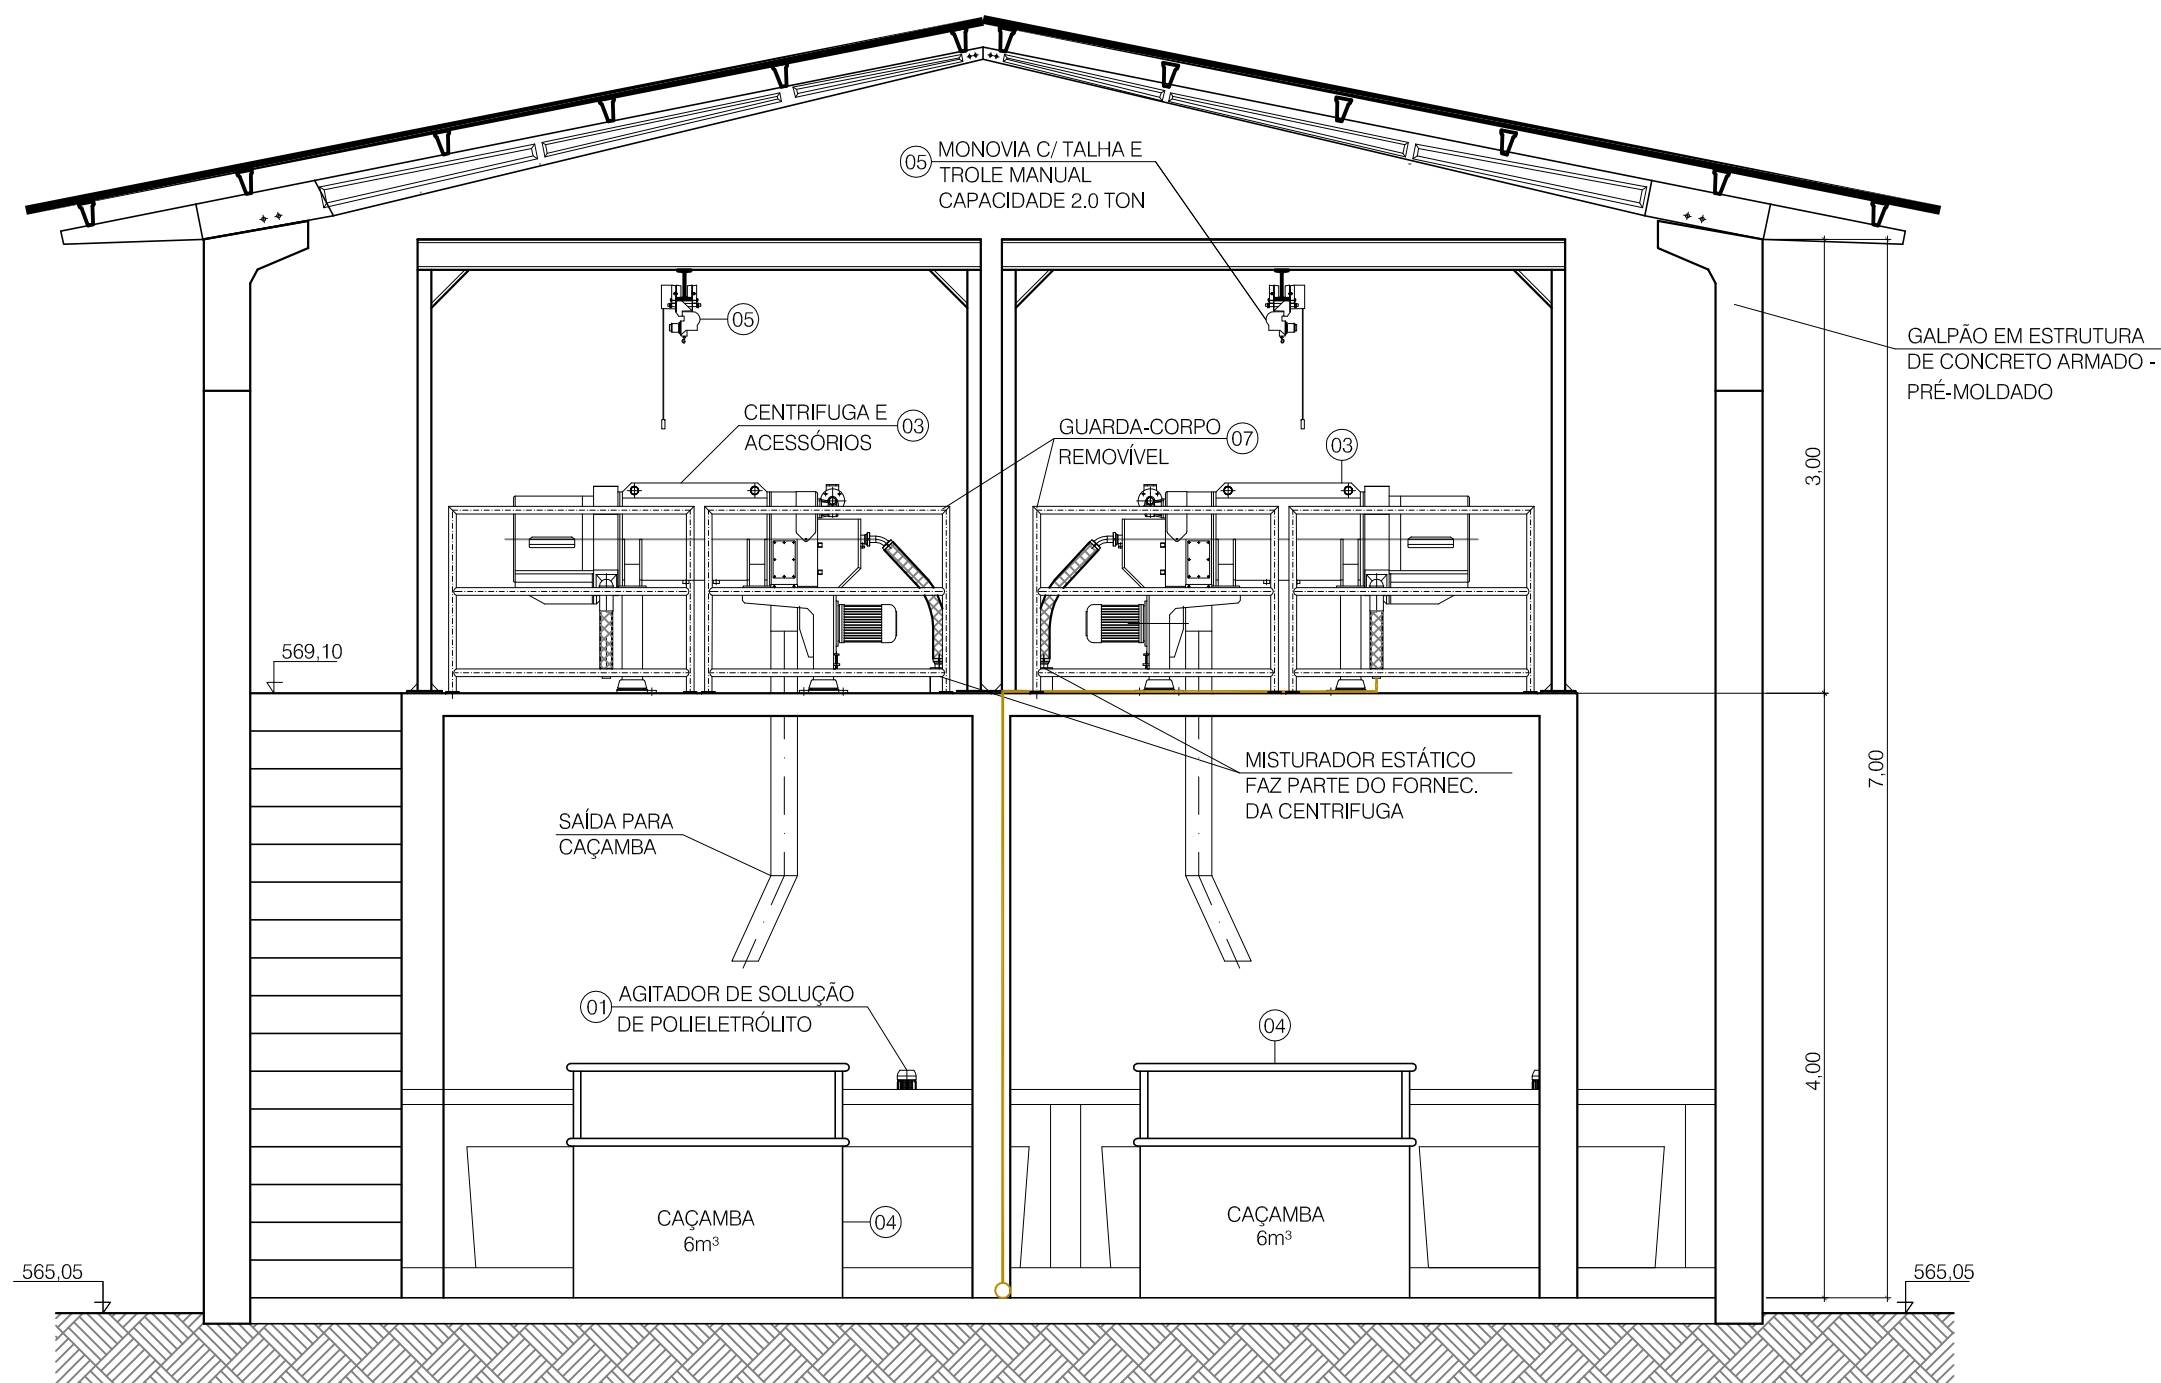 05
MONOVIA C/ TALHA E
TROLE MANUAL
CAPACIDADE 2.0 TON
05
GALPÃO EM ESTRUTURA
DE CONCRETO ARMADO -
PRÉ-MOLDADO
CENTRIFUGA E
ACESSÓRIOS
03
GUARDA-CORPO
REMOVÍVEL
07
03
3,00
569,10
MISTURADOR ESTÁTICO
FAZ PARTE DO FORNEC.
DA CENTRIFUGA
7,00
SAÍDA PARA
CAÇAMBA
01
AGITADOR DE SOLUÇÃO
DE POLIELETRÓLITO
04
4,00
CAÇAMBA
6m³
04
CAÇAMBA
6m³
565,05
565,05